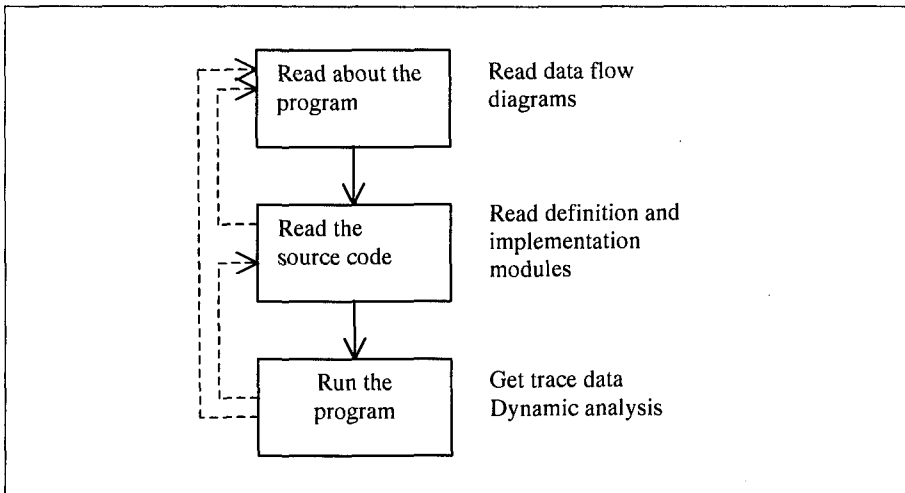 Read about the
program
Read data flow
diagrams
Read the
source code
Read definition and
implementation
modules
Run the
program
Get trace data
Dynamic analysis